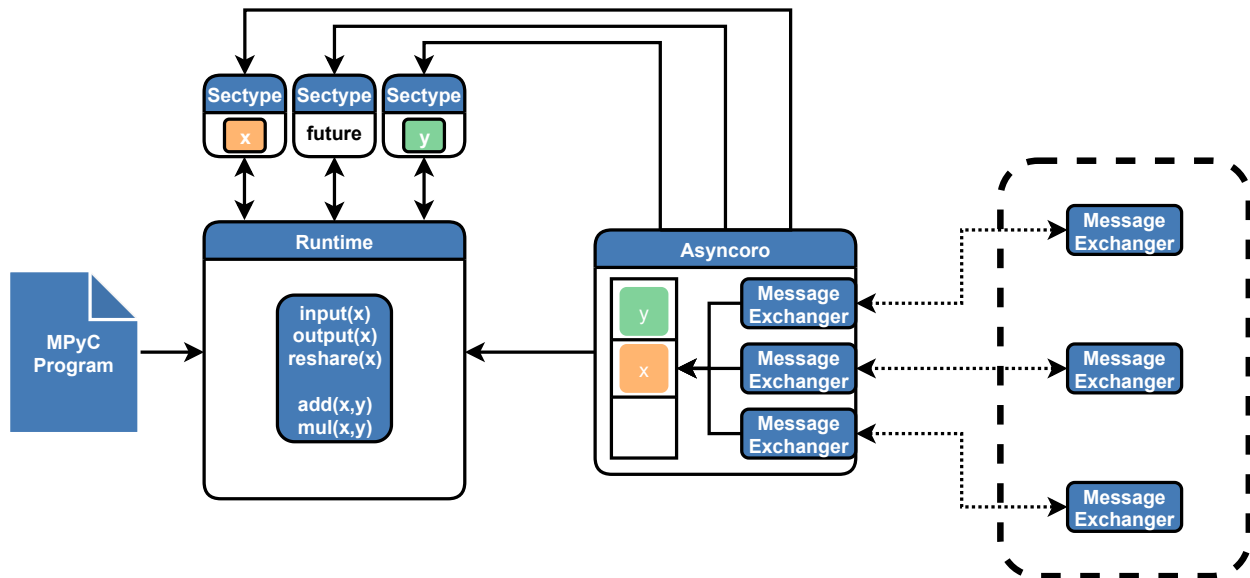 Sectype
x
Sectype
future
Sectype
y
Runtime
input(x)
output(x)
reshare(x)
add(x,y)
mul(x,y)
MPyC
Program
Asyncoro
y
x
Message
Exchanger
Message
Exchanger
Message
Exchanger
Message
Exchanger
Message
Exchanger
Message
Exchanger